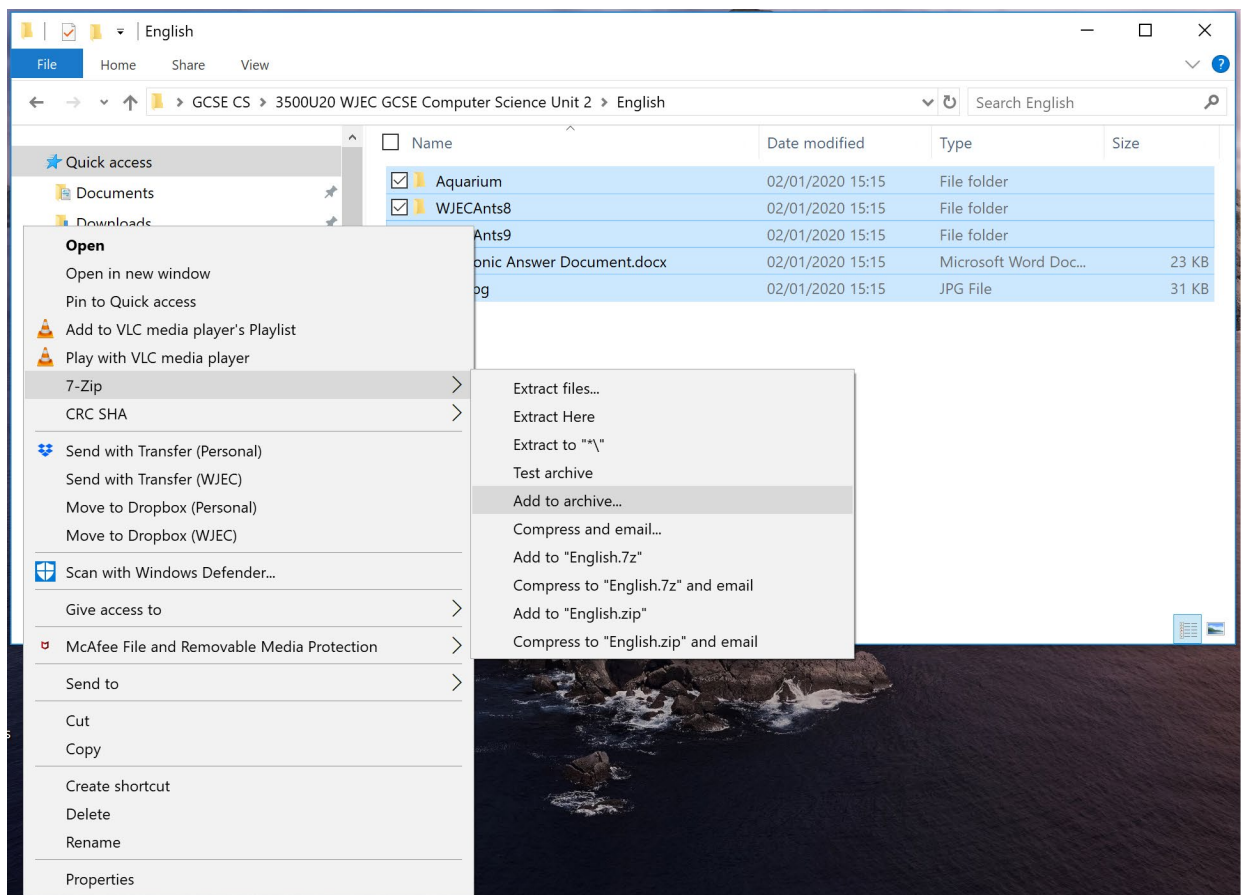 English
File Home Share View
GCSE CS > 3500U20 WJEC GCSE Computer Science Unit 2 > English
Search English
Name Date modified Type Size
Quick access
Documents
Downloads
Aquarium 02/01/2020 15:15 File folder
WJECAnts8 02/01/2020 15:15 File folder
Ants9 02/01/2020 15:15 File folder
onic Answer Document.docx 02/01/2020 15:15 Microsoft Word Doc... 23 KB
02/01/2020 15:15 JPG File 31 KB
Open
Open in new window
Pin to Quick access
Add to VLC media player's Playlist
Play with VLC media player
7-Zip
CRC SHA
Send with Transfer (Personal)
Send with Transfer (WJEC)
Move to Dropbox (Personal)
Move to Dropbox (WJEC)
Scan with Windows Defender...
Give access to
McAfee File and Removable Media Protection
Send to
Cut
Copy
Create shortcut
Delete
Rename
Properties
Extract files...
Extract Here
Extract to "*\"
Test archive
Add to archive...
Compress and email...
Add to "English.7z"
Compress to "English.7z" and email
Add to "English.zip"
Compress to "English.zip" and email